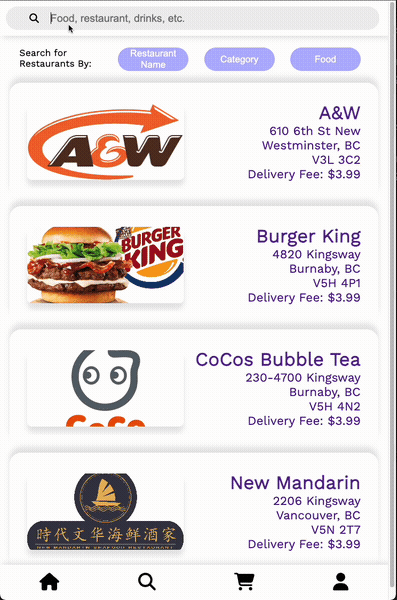 Food, restaurant, drinks, etc.
Search for
Restaurants By:
Restaurant
Name
Category
Food
A&W
A&W
610 6th St New
Westminster, BC
V3L 3C2
Delivery Fee: $3.99
BURGER
KING
Burger King
4820 Kingsway
Burnaby, BC
V5H 4P1
Delivery Fee: $3.99
CoCo
CoCos Bubble Tea
230-4700 Kingsway
Burnaby, BC
V5H 4N2
Delivery Fee: $3.99
時代文华海鲜酒家
NEW MANDARIN SEAFOOD RESTAURANT
New Mandarin
2206 Kingsway
Vancouver, BC
V5N 2T7
Delivery Fee: $3.99